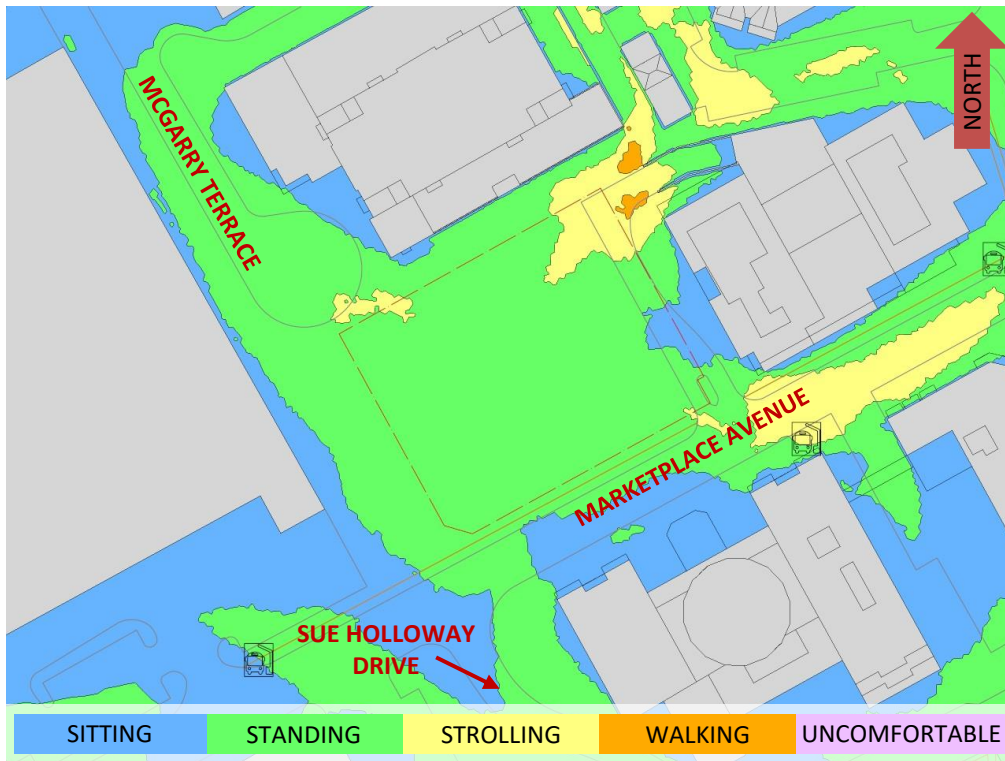 NORTH
MCGARRY TERRACE
MARKETPLACE AVENUE
SUE HOLLOWAY
DRIVE
SITTING
STANDING
STROLLING
WALKING
UNCOMFORTABLE